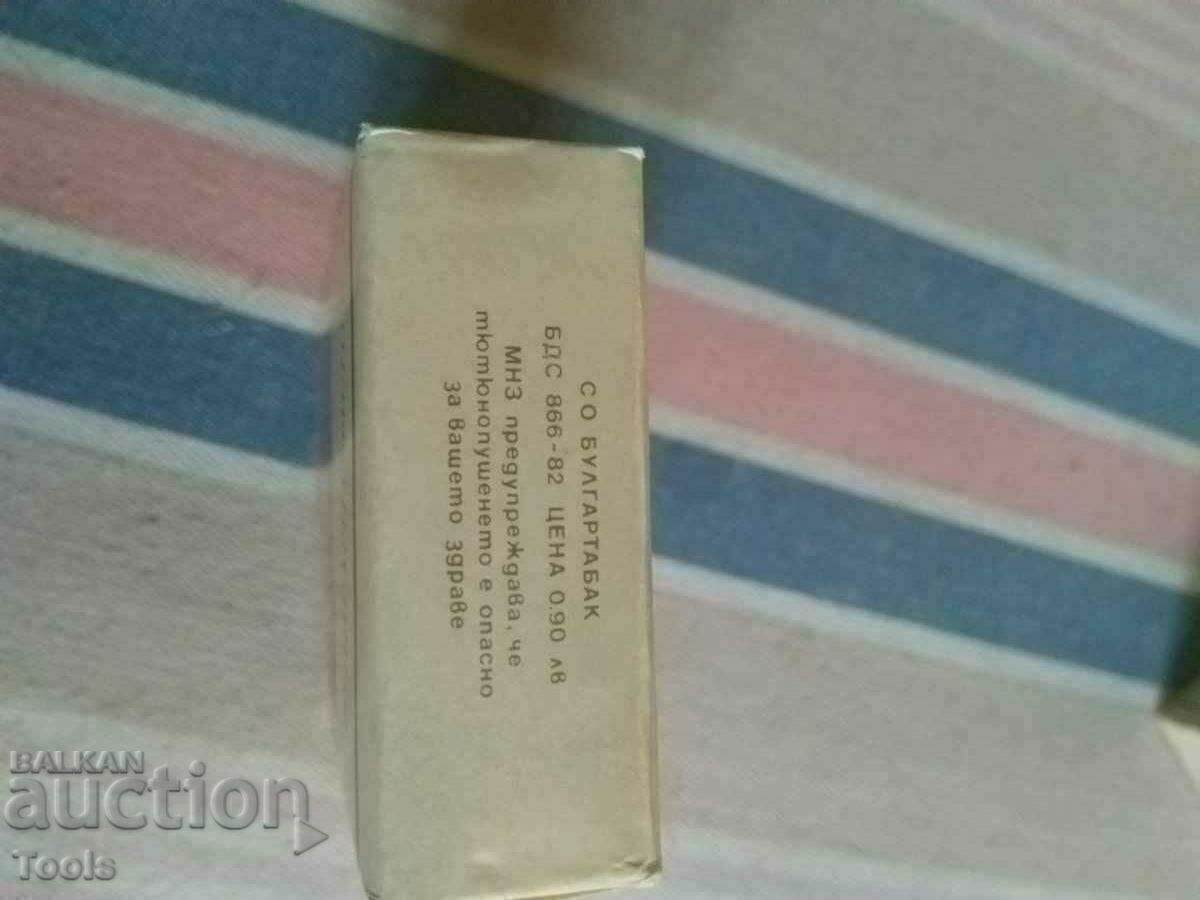 СО БУЛГАРТАБАК
БДС 866-82 ЦЕНА 0.90 лв
МНЗ предупреждава, че
тютюнопушенето е опасно
за вашето здраве
BALKAN
auction
Tools